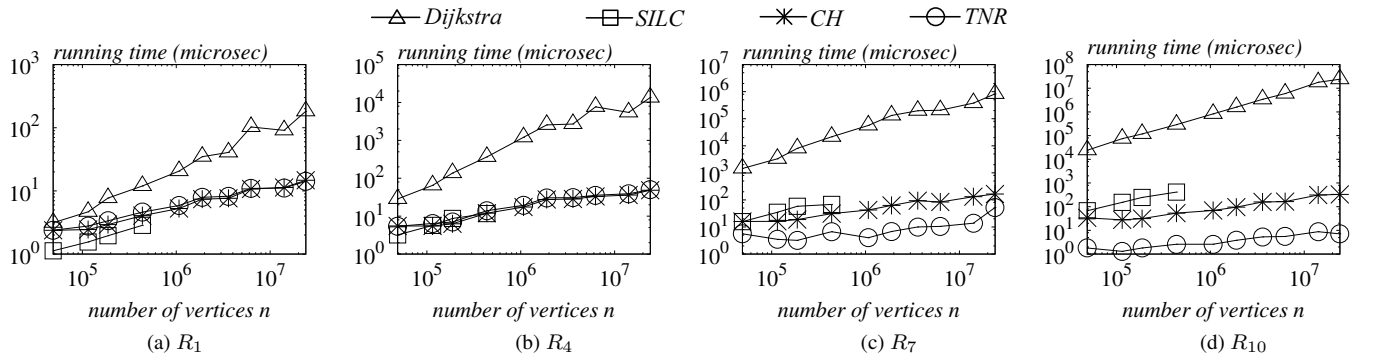 Dijkstra SILC CH TNR
running time (microsec)
10^3
10^2
10^1
10^0
10^5 10^6 10^7
number of vertices n
(a) R_1
running time (microsec)
10^5
10^4
10^3
10^2
10^1
10^0
10^5 10^6 10^7
number of vertices n
(b) R_4
running time (microsec)
10^7
10^6
10^5
10^4
10^3
10^2
10^1
10^0
10^5 10^6 10^7
number of vertices n
(c) R_7
running time (microsec)
10^8
10^7
10^6
10^5
10^4
10^3
10^2
10^1
10^0
10^5 10^6 10^7
number of vertices n
(d) R_10